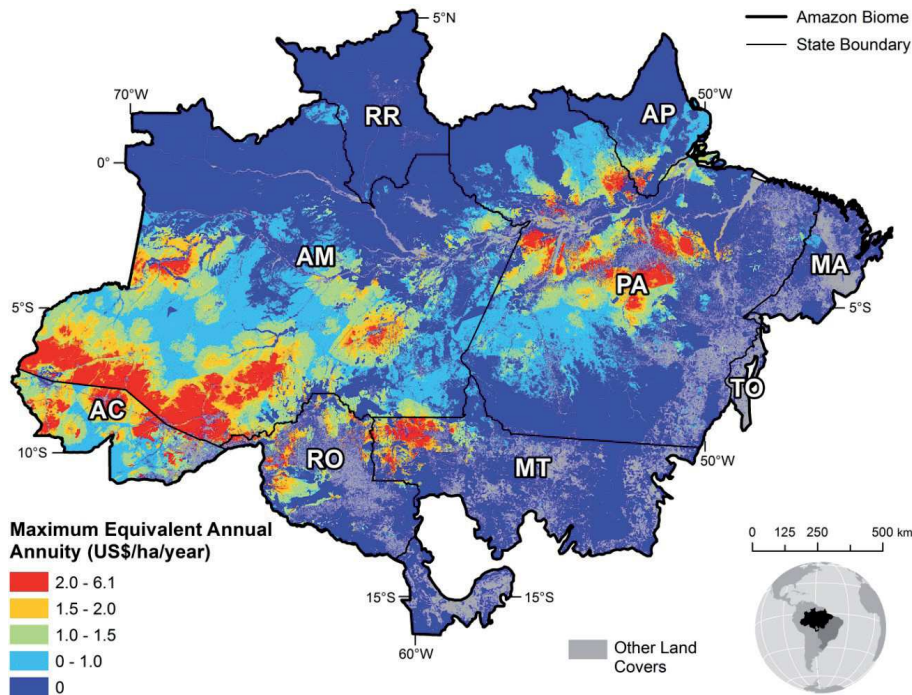 5°N
Amazon Biome
State Boundary
70°W
50°W
RR
AP
0°
AM
MA
PA
5°S
5°S
TO
AC
10°S
RO
MT
50°W
Maximum Equivalent Annual
Annuity (US$/ha/year)
0 125 250 500 km
2.0 - 6.1
1.5 - 2.0
1.0 - 1.5
0 - 1.0
0
15°S
15°S
60°W
Other Land
Covers